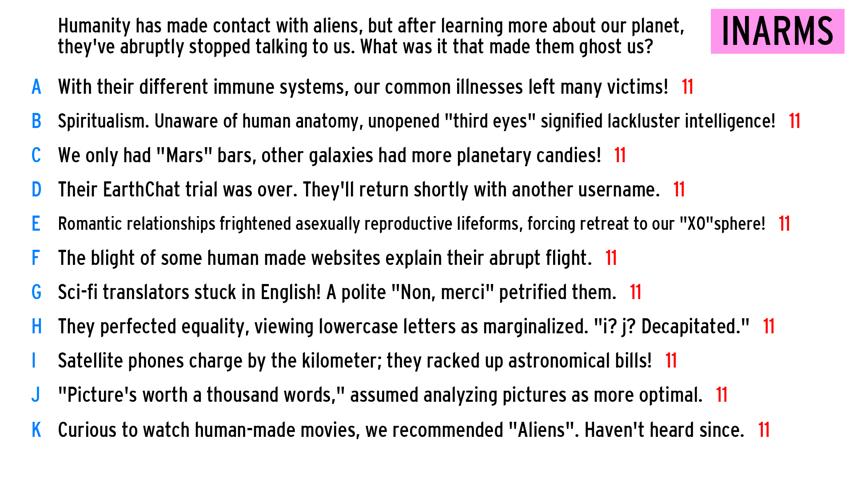 Humanity has made contact with aliens, but after learning more about our planet,
they've abruptly stopped talking to us. What was it that made them ghost us?
INARMS
A With their different immune systems, our common illnesses left many victims! 11
B Spiritualism. Unaware of human anatomy, unopened "third eyes" signified lackluster intelligence! 11
C We only had "Mars" bars, other galaxies had more planetary candies! 11
D Their EarthChat trial was over. They'll return shortly with another username. 11
E Romantic relationships frightened asexually reproductive lifeforms, forcing retreat to our "XO"sphere! 11
F The blight of some human made websites explain their abrupt flight. 11
G Sci-fi translators stuck in English! A polite "Non, merci" petrified them. 11
H They perfected equality, viewing lowercase letters as marginalized. "i? j? Decapitated." 11
I Satellite phones charge by the kilometer; they racked up astronomical bills! 11
J "Picture's worth a thousand words," assumed analyzing pictures as more optimal. 11
K Curious to watch human-made movies, we recommended "Aliens". Haven't heard since. 11